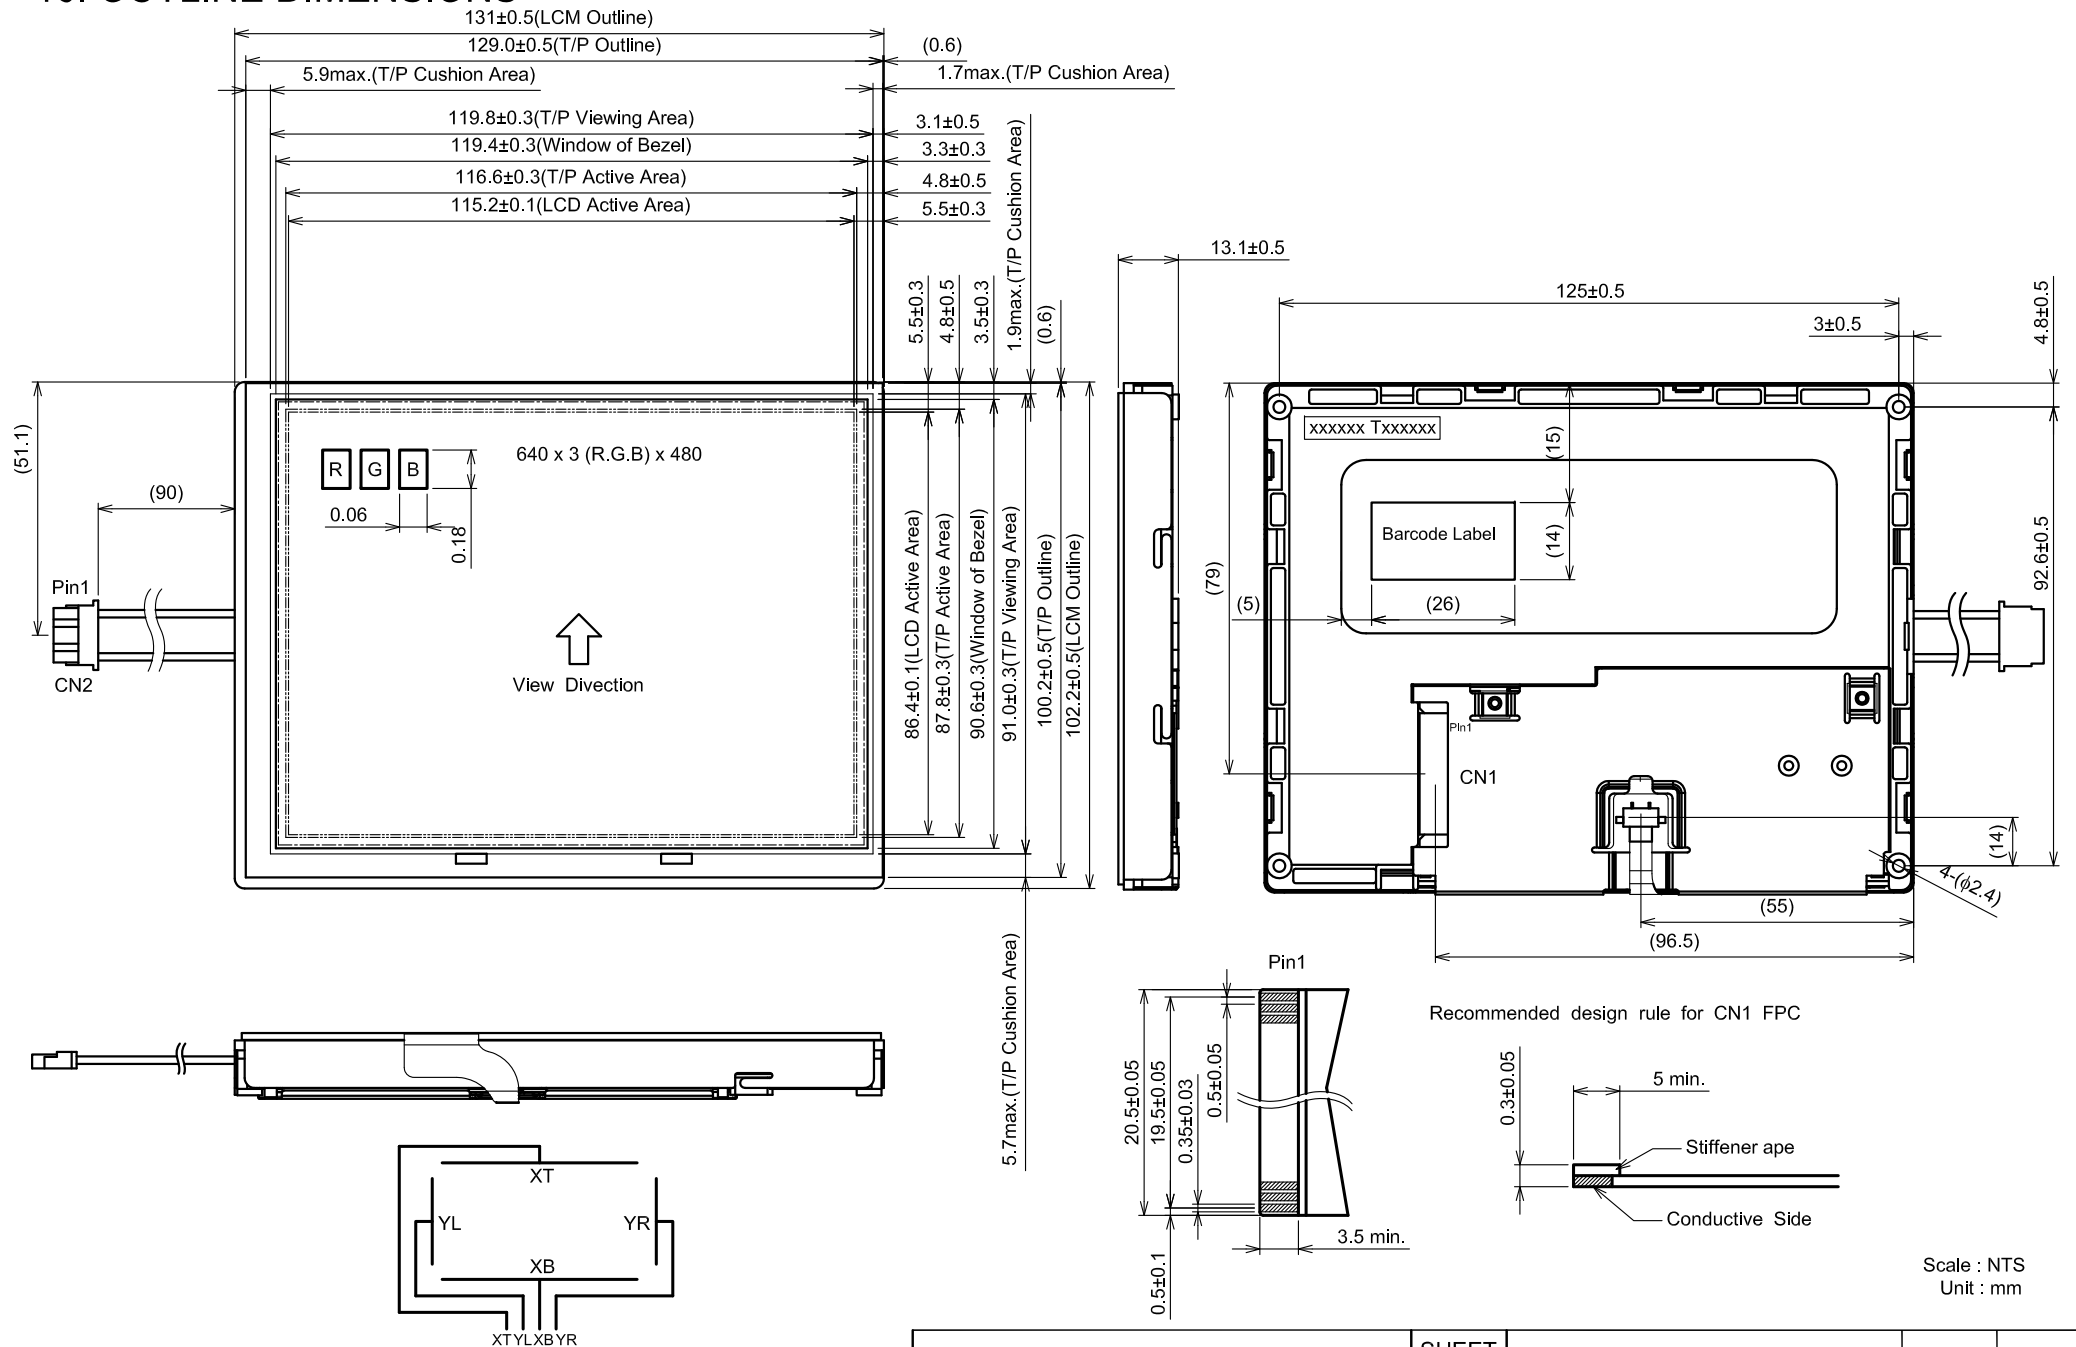 131±0.5(LCM Outline)
129.0±0.5(T/P Outline)
(0.6)
5.9max.(T/P Cushion Area)
1.7max.(T/P Cushion Area)
119.8±0.3(T/P Viewing Area)
3.1±0.5
119.4±0.3(Window of Bezel)
3.3±0.3
116.6±0.3(T/P Active Area)
4.8±0.5
115.2±0.1(LCD Active Area)
5.5±0.3
5.5±0.3
4.8±0.5
3.5±0.3
1.9max.(T/P Cushion Area)
(0.6)
(51.1)
(90)
Pin1
CN2
R G B
640 x 3 (R.G.B) x 480
0.06
0.18
View Divection
86.4±0.1(LCD Active Area)
87.8±0.3(T/P Active Area)
90.6±0.3(Window of Bezel)
91.0±0.3(T/P Viewing Area)
100.2±0.5(T/P Outline)
102.2±0.5(LCM Outline)
5.7max.(T/P Cushion Area)
13.1±0.5
125±0.5
3±0.5
4.8±0.5
xxxxxx Txxxxxx
(15)
Barcode Label
(14)
(79)
(5)
(26)
92.6±0.5
PIn1
CN1
(14)
4-(ϕ2.4)
(55)
(96.5)
XT
YL
YR
XB
XTYLXBYR
Pin1
20.5±0.05
19.5±0.05
0.35±0.03
0.5±0.05
0.5±0.1
3.5 min.
Recommended design rule for CN1 FPC
0.3±0.05
5 min.
Stiffener ape
Conductive Side
Scale : NTS
Unit : mm